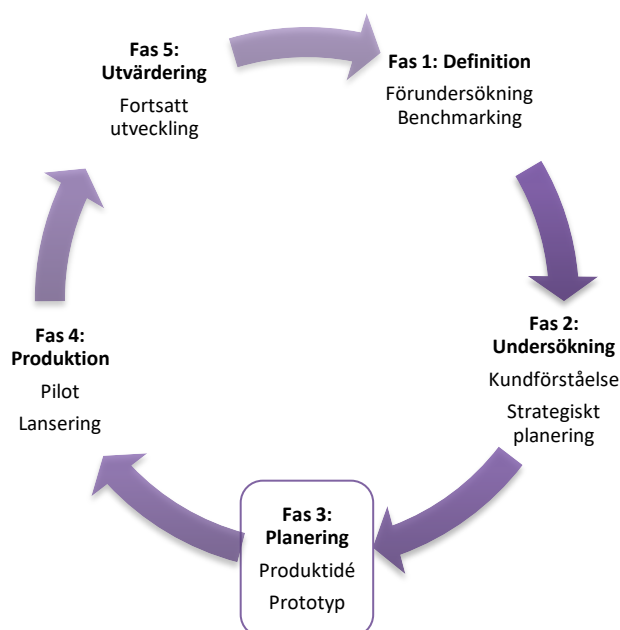 Fas 1: Definition
Förundersökning
Benchmarking
Fas 2:
Undersökning
Kundförståelse
Strategiskt
planering
Fas 3:
Planering
Produktidé
Prototyp
Fas 4:
Produktion
Pilot
Lansering
Fas 5:
Utvärdering
Fortsatt
utveckling